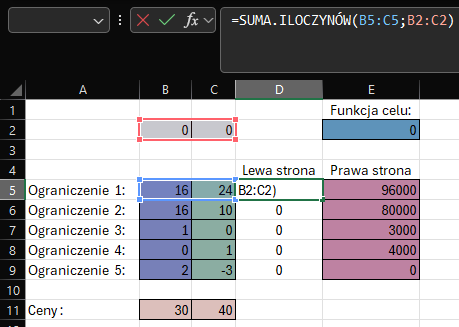 fx =SUMA.ILOCZYNÓW(B5:C5;B2:C2)
A B C D E
1 Funkcja celu:
2 0 0 0
3
4 Lewa strona Prawa strona
5 Ograniczenie 1: 16 24 B2:C2) 96000
6 Ograniczenie 2: 16 10 0 80000
7 Ograniczenie 3: 1 0 0 3000
8 Ograniczenie 4: 0 1 0 4000
9 Ograniczenie 5: 2 -3 0 0
10
11 Ceny: 30 40